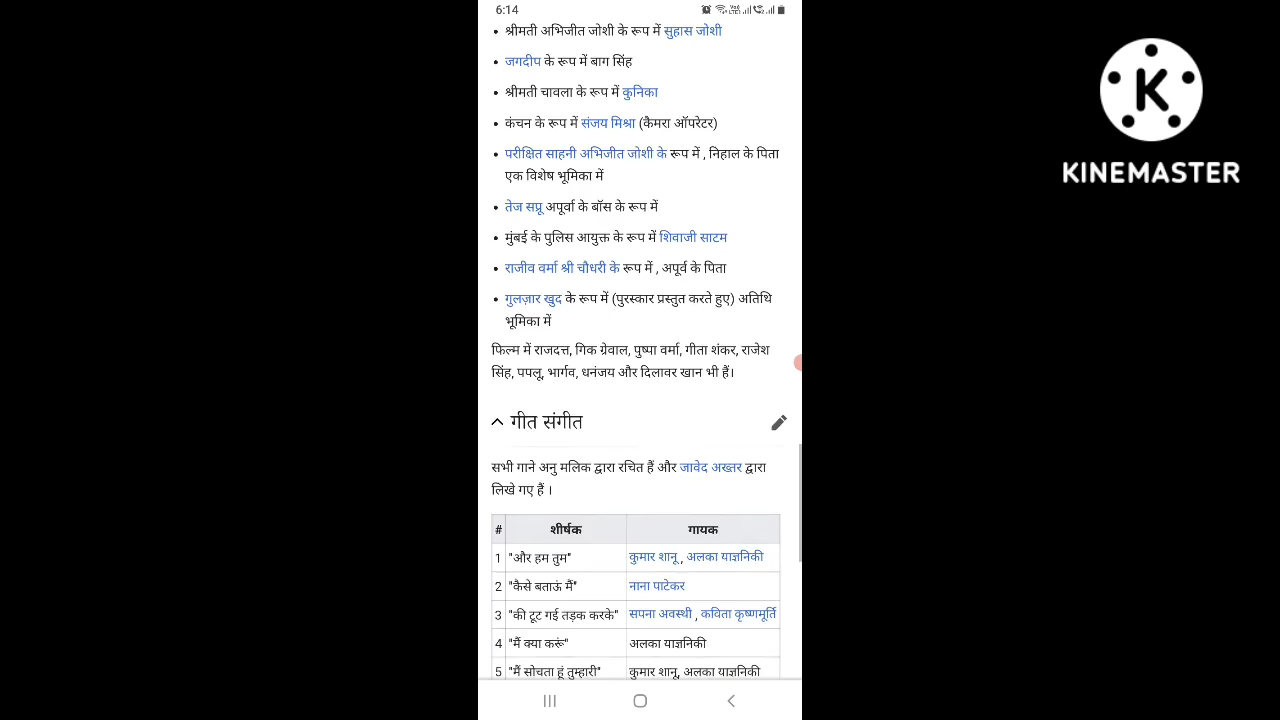 6:14
• श्रीमती अभिजीत जोशी के रूप में सुहास जोशी
• जगदीप के रूप में बाग सिंह
• श्रीमती चावला के रूप में कुनिका
• कंचन के रूप में संजय मिश्रा (कैमरा ऑपरेटर)
• परीक्षित साहनी अभिजीत जोशी के रूप में , निहाल के पिता
एक विशेष भूमिका में
• तेज सप्रू अपूर्वा के बॉस के रूप में
• मुंबई के पुलिस आयुक्त के रूप में शिवाजी साटम
• राजीव वर्मा श्री चौधरी के रूप में , अपूर्व के पिता
• गुलज़ार खुद के रूप में (पुरस्कार प्रस्तुत करते हुए) अतिथि
भूमिका में
फिल्म में राजदत्त, गिक ग्रेवाल, पुष्पा वर्मा, गीता शंकर, राजेश
सिंह, पपलू, भार्गव, धनंजय और दिलावर खान भी हैं।
गीत संगीत
सभी गाने अनु मलिक द्वारा रचित हैं और जावेद अख्तर द्वारा
लिखे गए हैं ।
# शीर्षक गायक
1 "और हम तुम" कुमार शानू , अलका याज्ञनिकी
2 "कैसे बताऊं मैं" नाना पाटेकर
3 "की टूट गई तड़क करके" सपना अवस्थी , कविता कृष्णमूर्ति
4 "मैं क्या करूं" अलका याज्ञनिकी
5 "मैं सोचता हूं तुम्हारी" कुमार शानू, अलका याज्ञनिकी
K
KINEMASTER